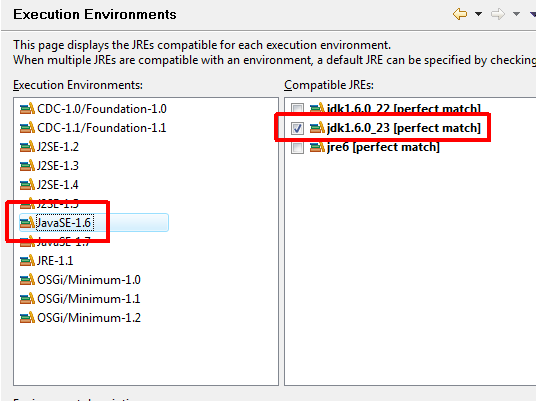 Execution Environments
This page displays the JREs compatible for each execution environment.
When multiple JREs are compatible with an environment, a default JRE can be specified by checking
Execution Environments:
Compatible JREs:
CDC-1.0/Foundation-1.0
CDC-1.1/Foundation-1.1
J2SE-1.2
J2SE-1.3
J2SE-1.4
J2SE-1.5
JavaSE-1.6
JavaSE-1.7
JRE-1.1
OSGi/Minimum-1.0
OSGi/Minimum-1.1
OSGi/Minimum-1.2
jdk1.6.0_22 [perfect match]
jdk1.6.0_23 [perfect match]
jre6 [perfect match]